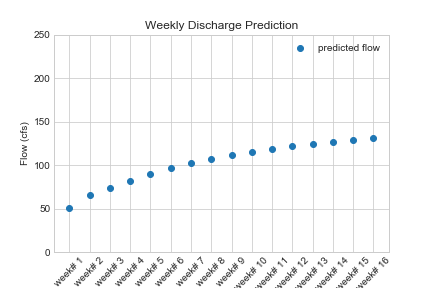 Weekly Discharge Prediction
predicted flow
Flow (cfs)
250
200
150
100
50
0
week# 1
week# 2
week# 3
week# 4
week# 5
week# 6
week# 7
week# 8
week# 9
week# 10
week# 11
week# 12
week# 13
week# 14
week# 15
week# 16